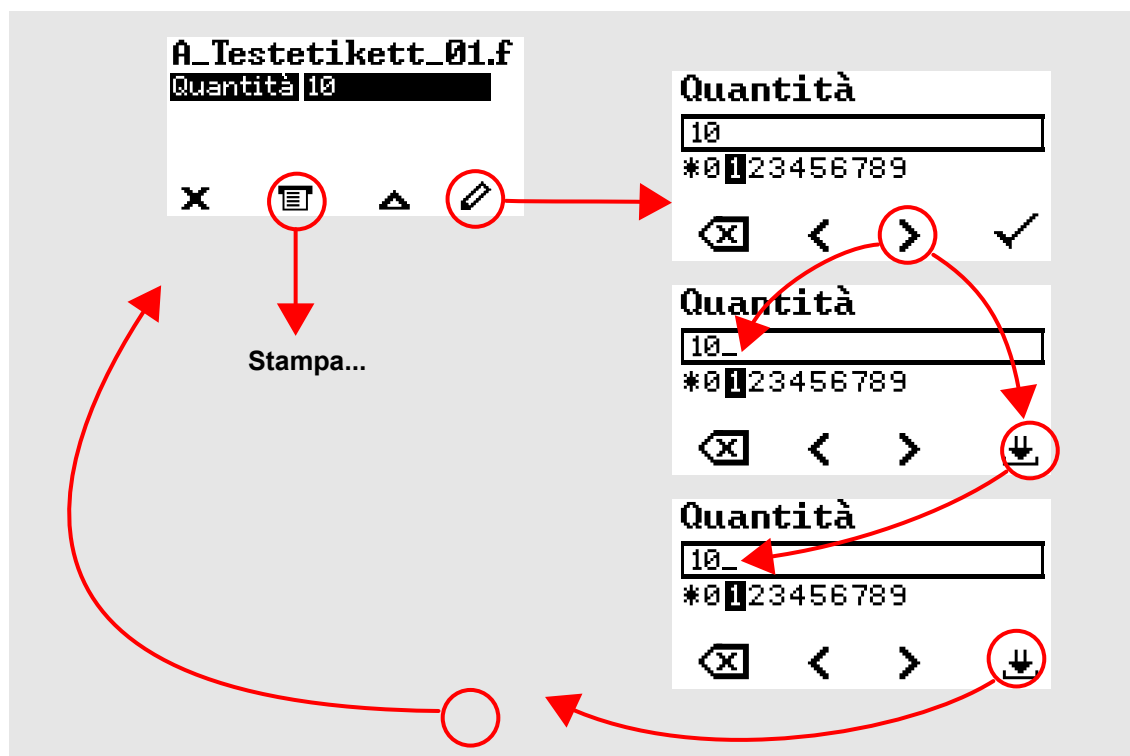 A_Testetikett_01.f
Quantità 10
Stampa...
Quantità
10
*0123456789
Quantità
10_
*0123456789
Quantità
10_
*0123456789